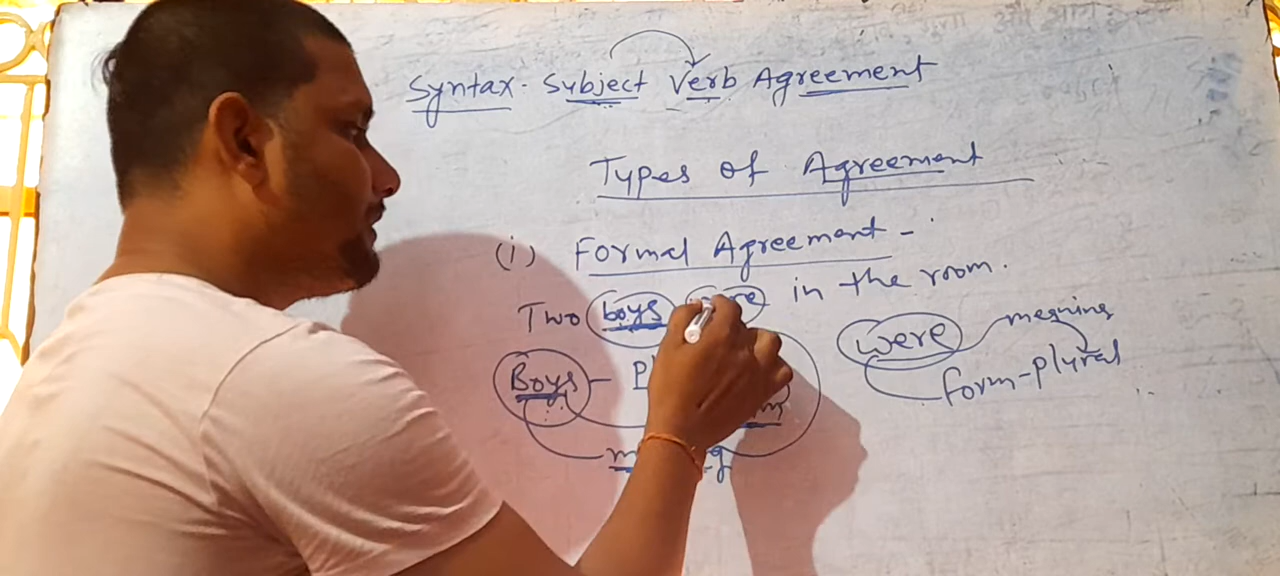 Syntax. Subject Verb Agreement
Types of Agreement
(i) Formal Agreement -
Two boys in the room.
were meaning
form-plural
Boys -